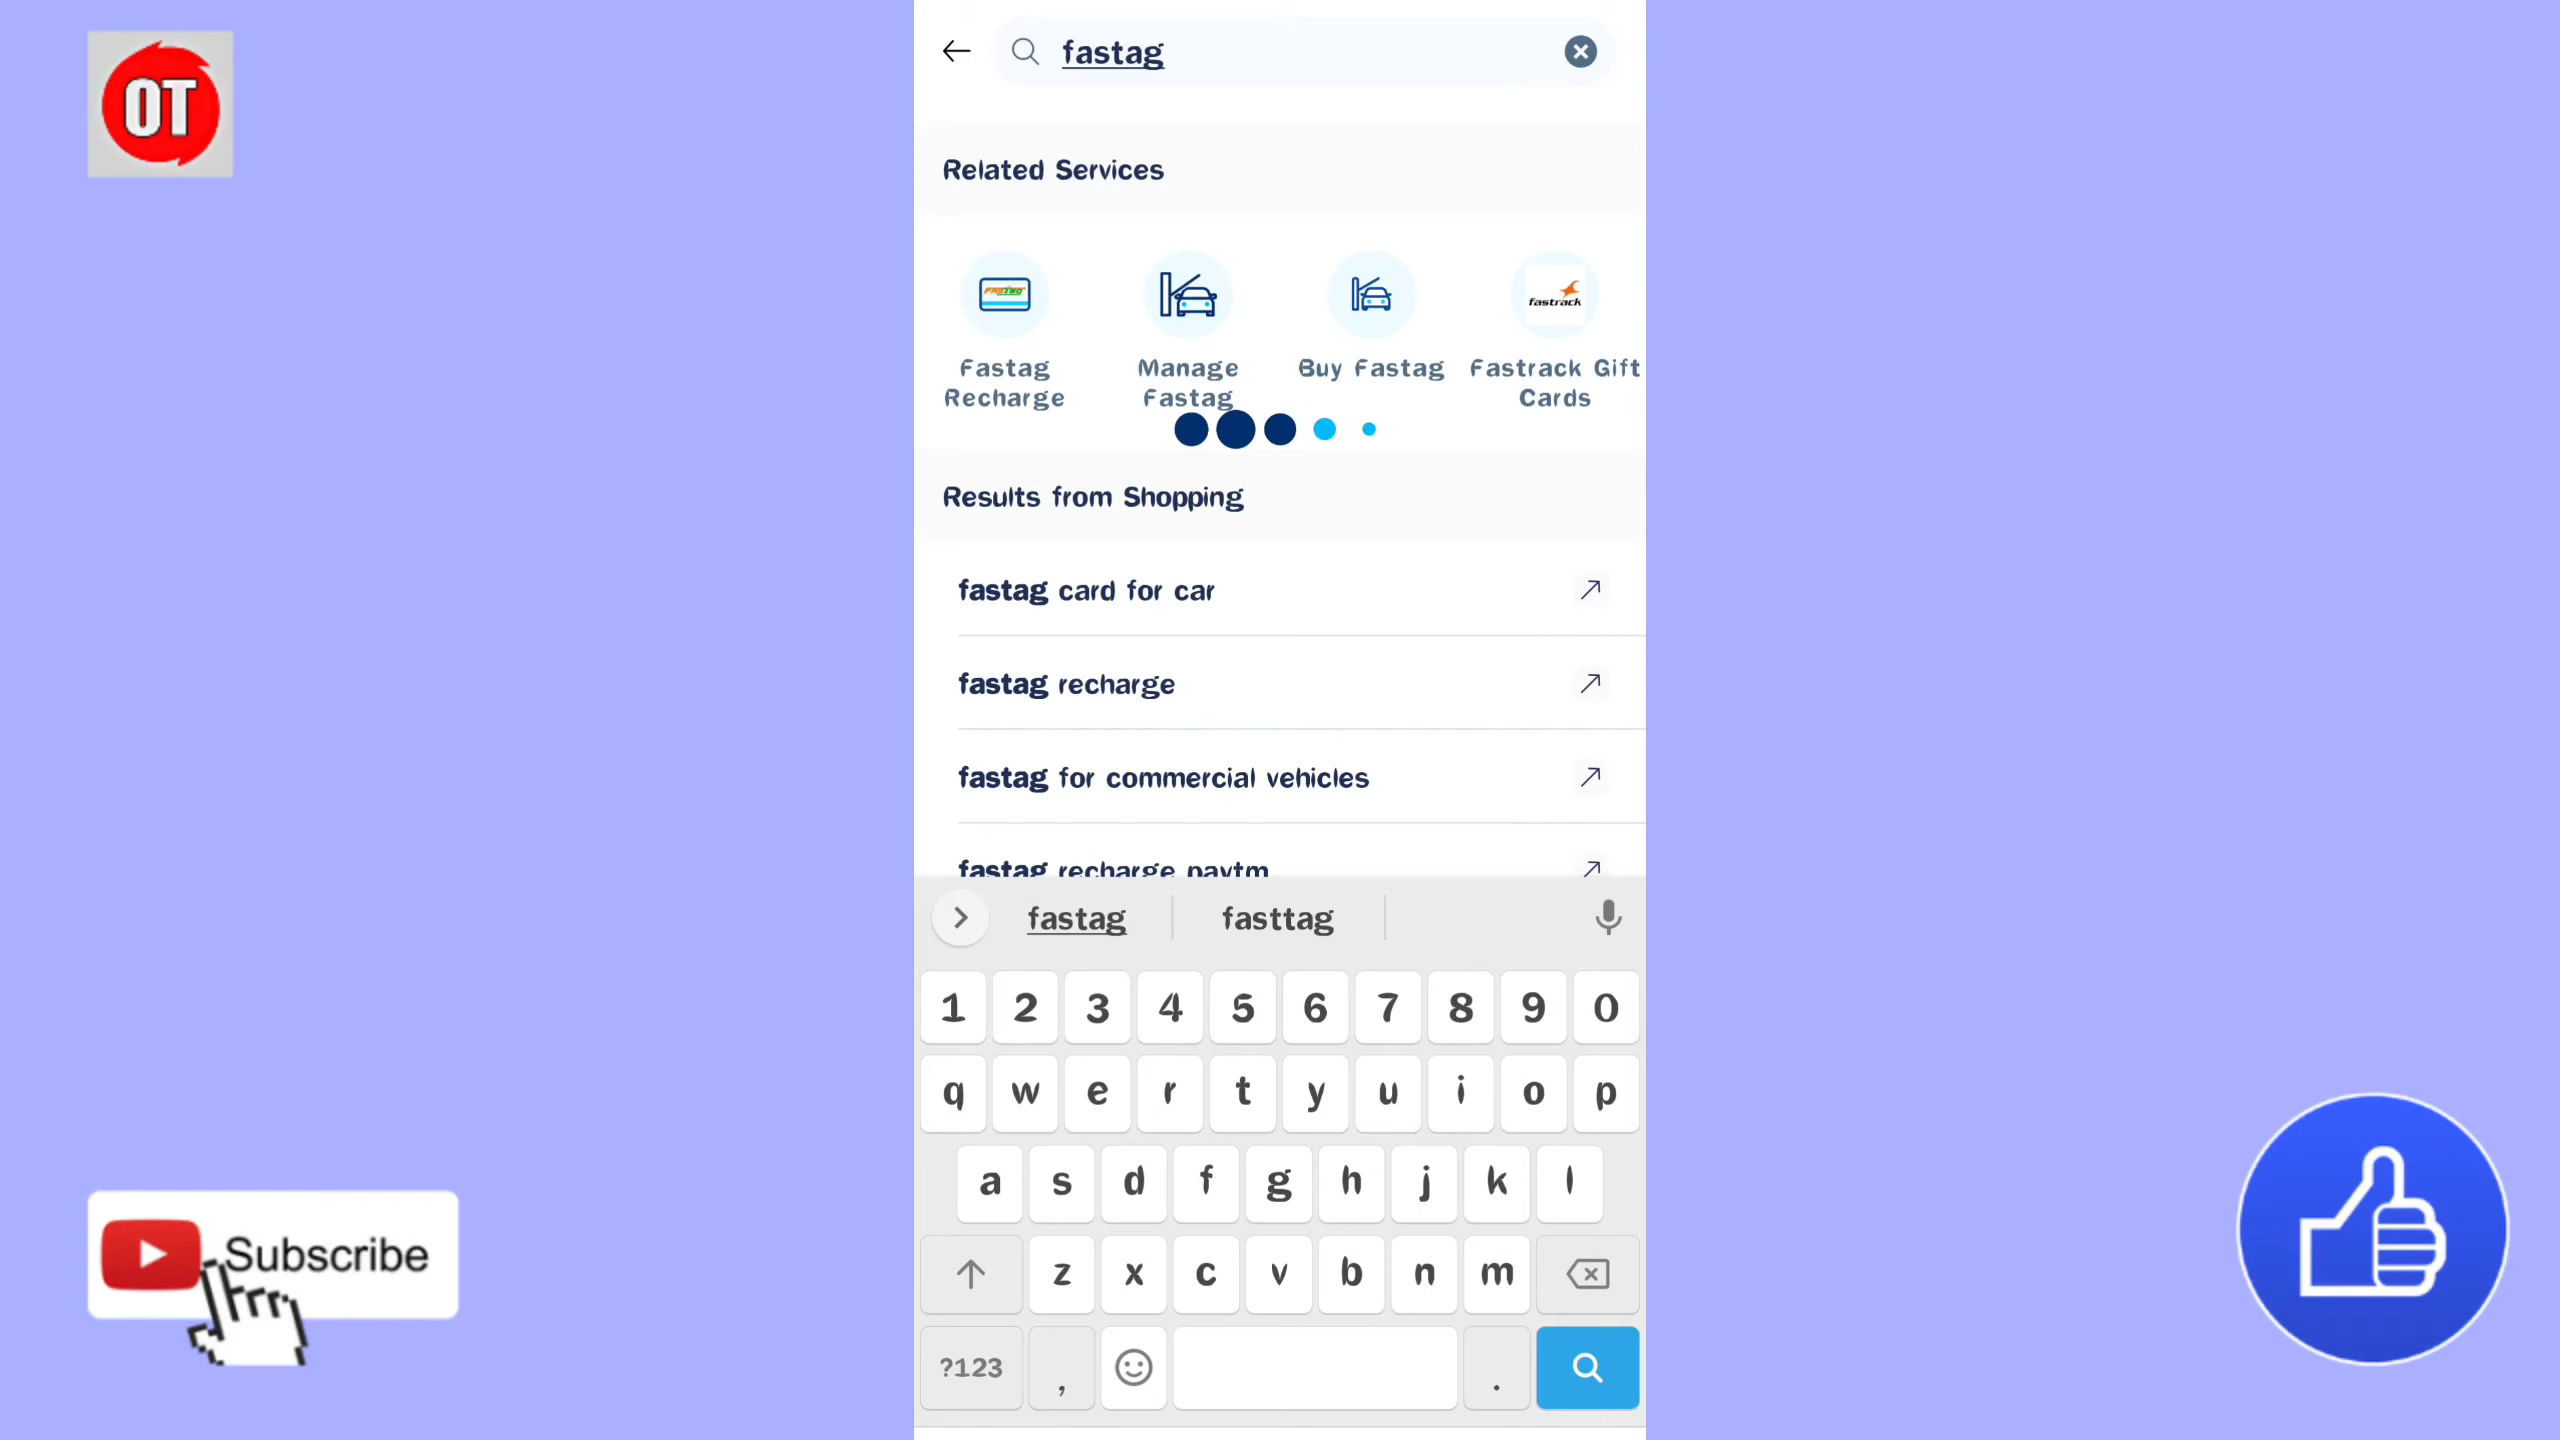 OT
fastag
Related Services
FASTAG
fastrack
Fastag Recharge
Manage Fastag
Buy Fastag
Fastrack Gift Cards
Results from Shopping
fastag card for car
fastag recharge
fastag for commercial vehicles
fastag recharge paytm
fastag fasttag
1 2 3 4 5 6 7 8 9 0
q w e r t y u i o p
a s d f g h j k l
z x c v b n m
?123 , .
Subscribe